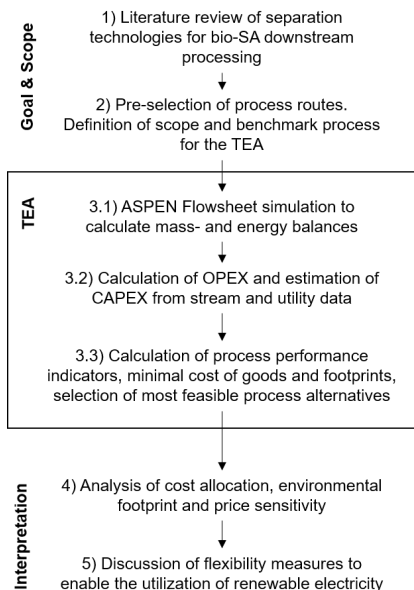 Goal & Scope
1) Literature review of separation
technologies for bio-SA downstream
processing
2) Pre-selection of process routes.
Definition of scope and benchmark process
for the TEA
TEA
3.1) ASPEN Flowsheet simulation to
calculate mass- and energy balances
3.2) Calculation of OPEX and estimation of
CAPEX from stream and utility data
3.3) Calculation of process performance
indicators, minimal cost of goods and footprints,
selection of most feasible process alternatives
Interpretation
4) Analysis of cost allocation, environmental
footprint and price sensitivity
5) Discussion of flexibility measures to
enable the utilization of renewable electricity